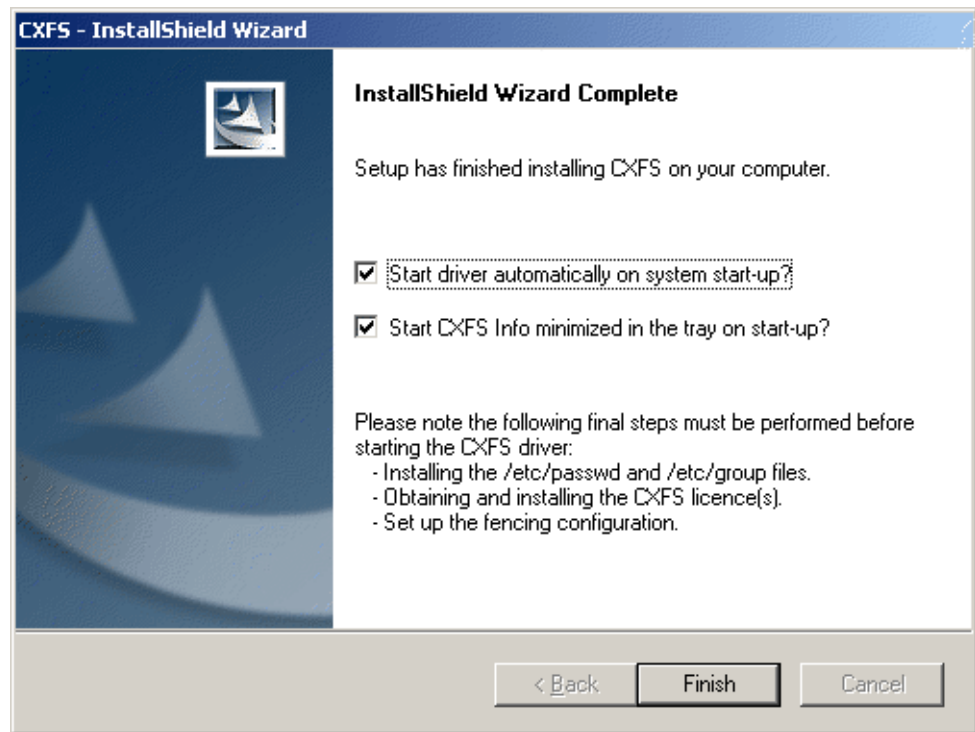 CXFS - InstallShield Wizard
InstallShield Wizard Complete
Setup has finished installing CXFS on your computer.
Start driver automatically on system start-up?
Start CXFS Info minimized in the tray on start-up?
Please note the following final steps must be performed before
starting the CXFS driver:
- Installing the /etc/passwd and /etc/group files.
- Obtaining and installing the CXFS licence(s).
- Set up the fencing configuration.
< Back
Finish
Cancel